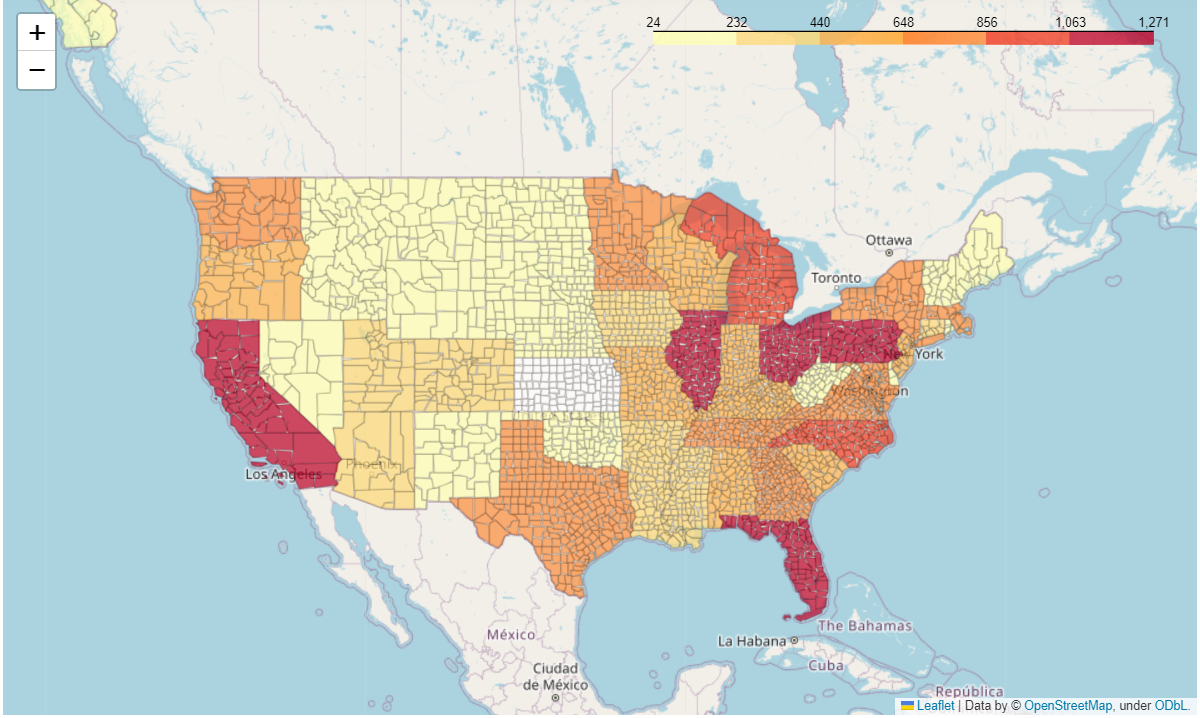 +
−
24 232 440 648 856 1,063 1,271
Ottawa
Toronto
New York
Washington
Los Angeles
Phoenix
La Habana
The Bahamas
México
Cuba
Ciudad
de México
República
Leaflet | Data by © OpenStreetMap, under ODbL.